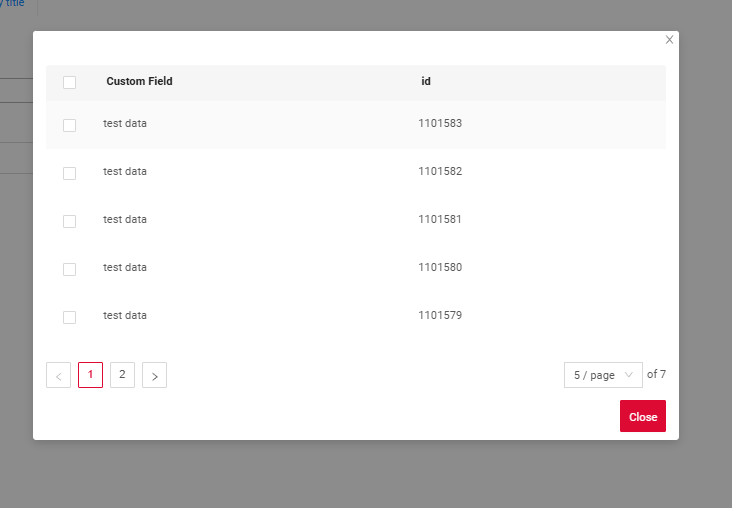 y title
Custom Field id
test data 1101583
test data 1101582
test data 1101581
test data 1101580
test data 1101579
< 1 2 > 5 / page of 7
Close